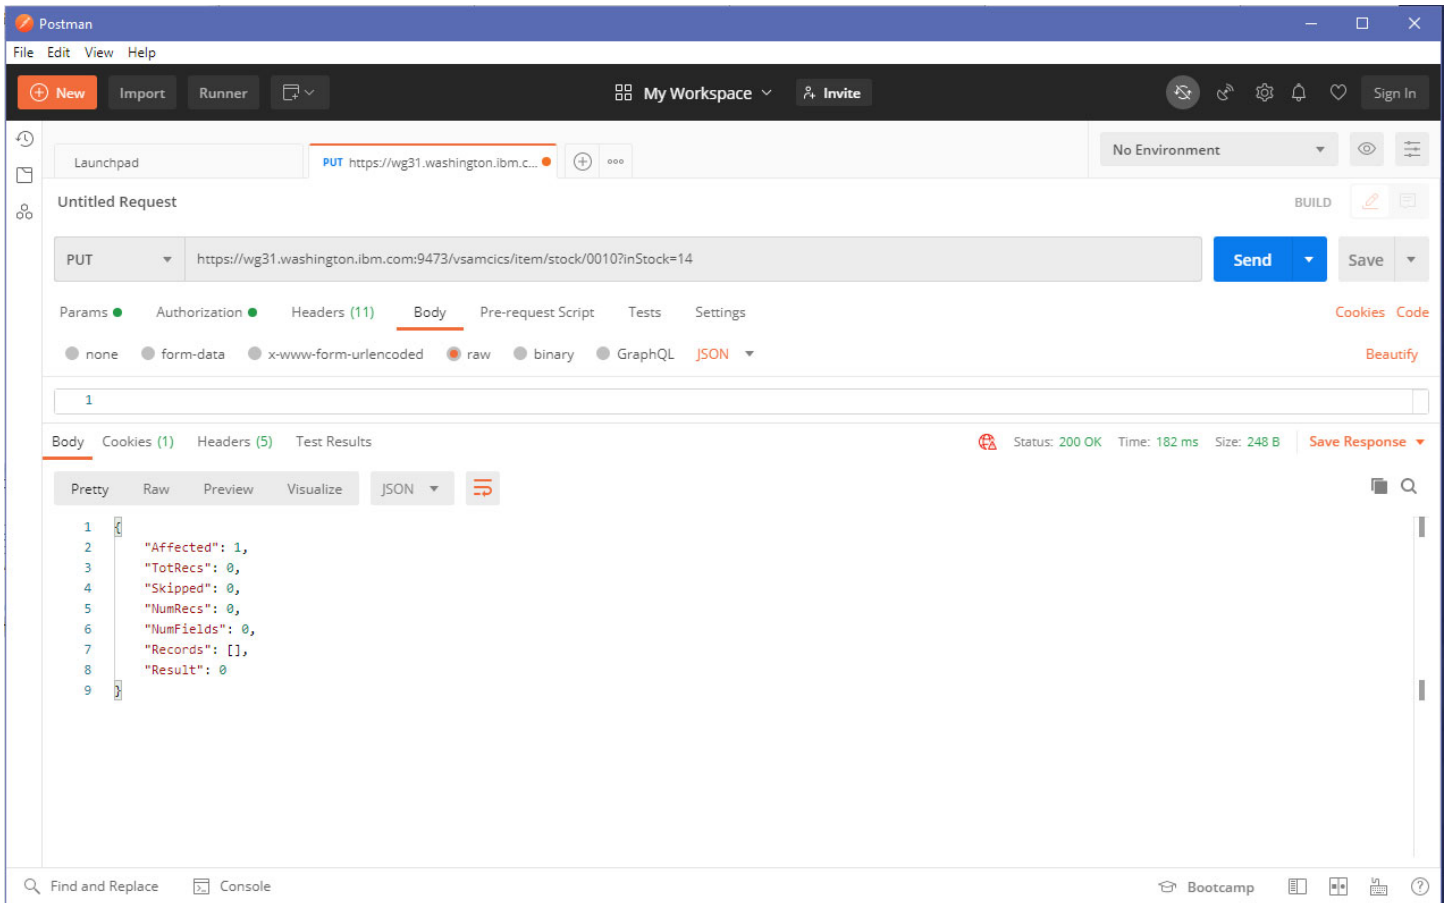 Postman
File Edit View Help
New Import Runner My Workspace Invite Sign In
Launchpad PUT https://wg31.washington.ibm.c... No Environment
Untitled Request BUILD
PUT https://wg31.washington.ibm.com:9473/vsamcics/item/stock/0010?inStock=14 Send Save
Params Authorization Headers (11) Body Pre-request Script Tests Settings Cookies Code
none form-data x-www-form-urlencoded raw binary GraphQL JSON Beautify
1
Body Cookies (1) Headers (5) Test Results Status: 200 OK Time: 182 ms Size: 248 B Save Response
Pretty Raw Preview Visualize JSON
1 {
2 "Affected": 1,
3 "TotRecs": 0,
4 "Skipped": 0,
5 "NumRecs": 0,
6 "NumFields": 0,
7 "Records": [],
8 "Result": 0
9 }
Find and Replace Console Bootcamp